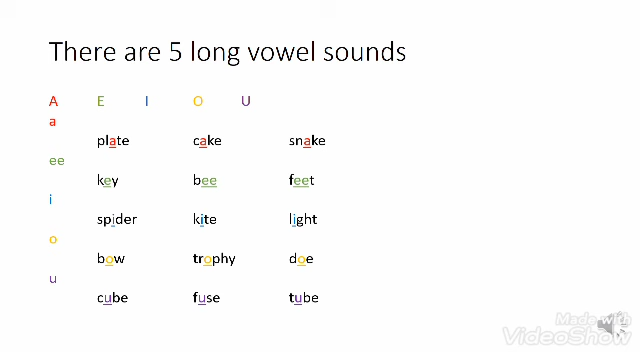 There are 5 long vowel sounds
A E I O U
a
plate cake snake
ee
key bee feet
i
spider kite light
o
bow trophy doe
u
cube fuse tube
Made with
VideoShow